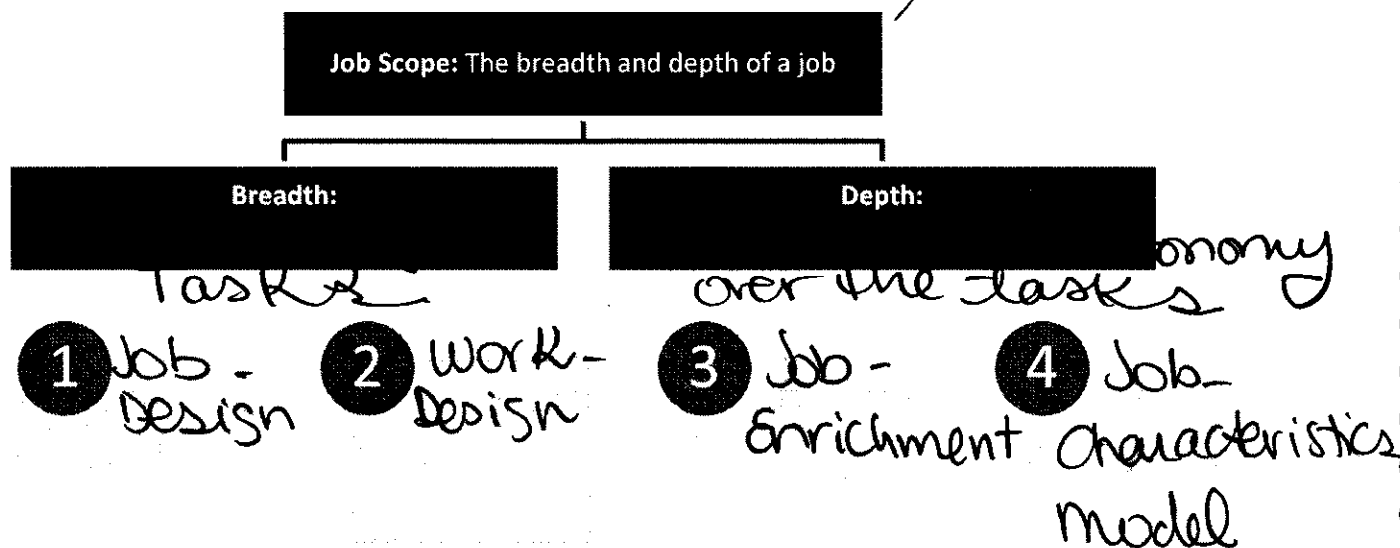 Job Scope: The breadth and depth of a job
Breadth:
Tasks
Depth:
onomy
over the tasks
1 Job-
Design
2 Work-
Design
3 Job-
Enrichment
4 Job-
Characteristics
Model